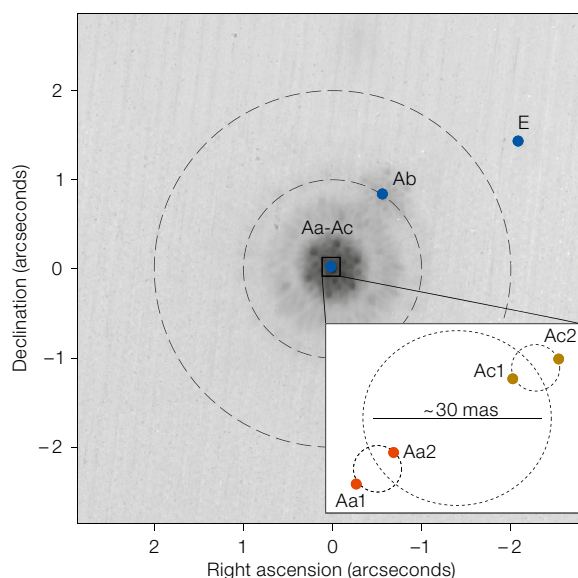 2
E
1
Ab
Aa-Ac
0
Declination (arcseconds)
Ac2
−1
Ac1
~30 mas
−2
Aa2
Aa1
2
1
0
−1
−2
Right ascension (arcseconds)